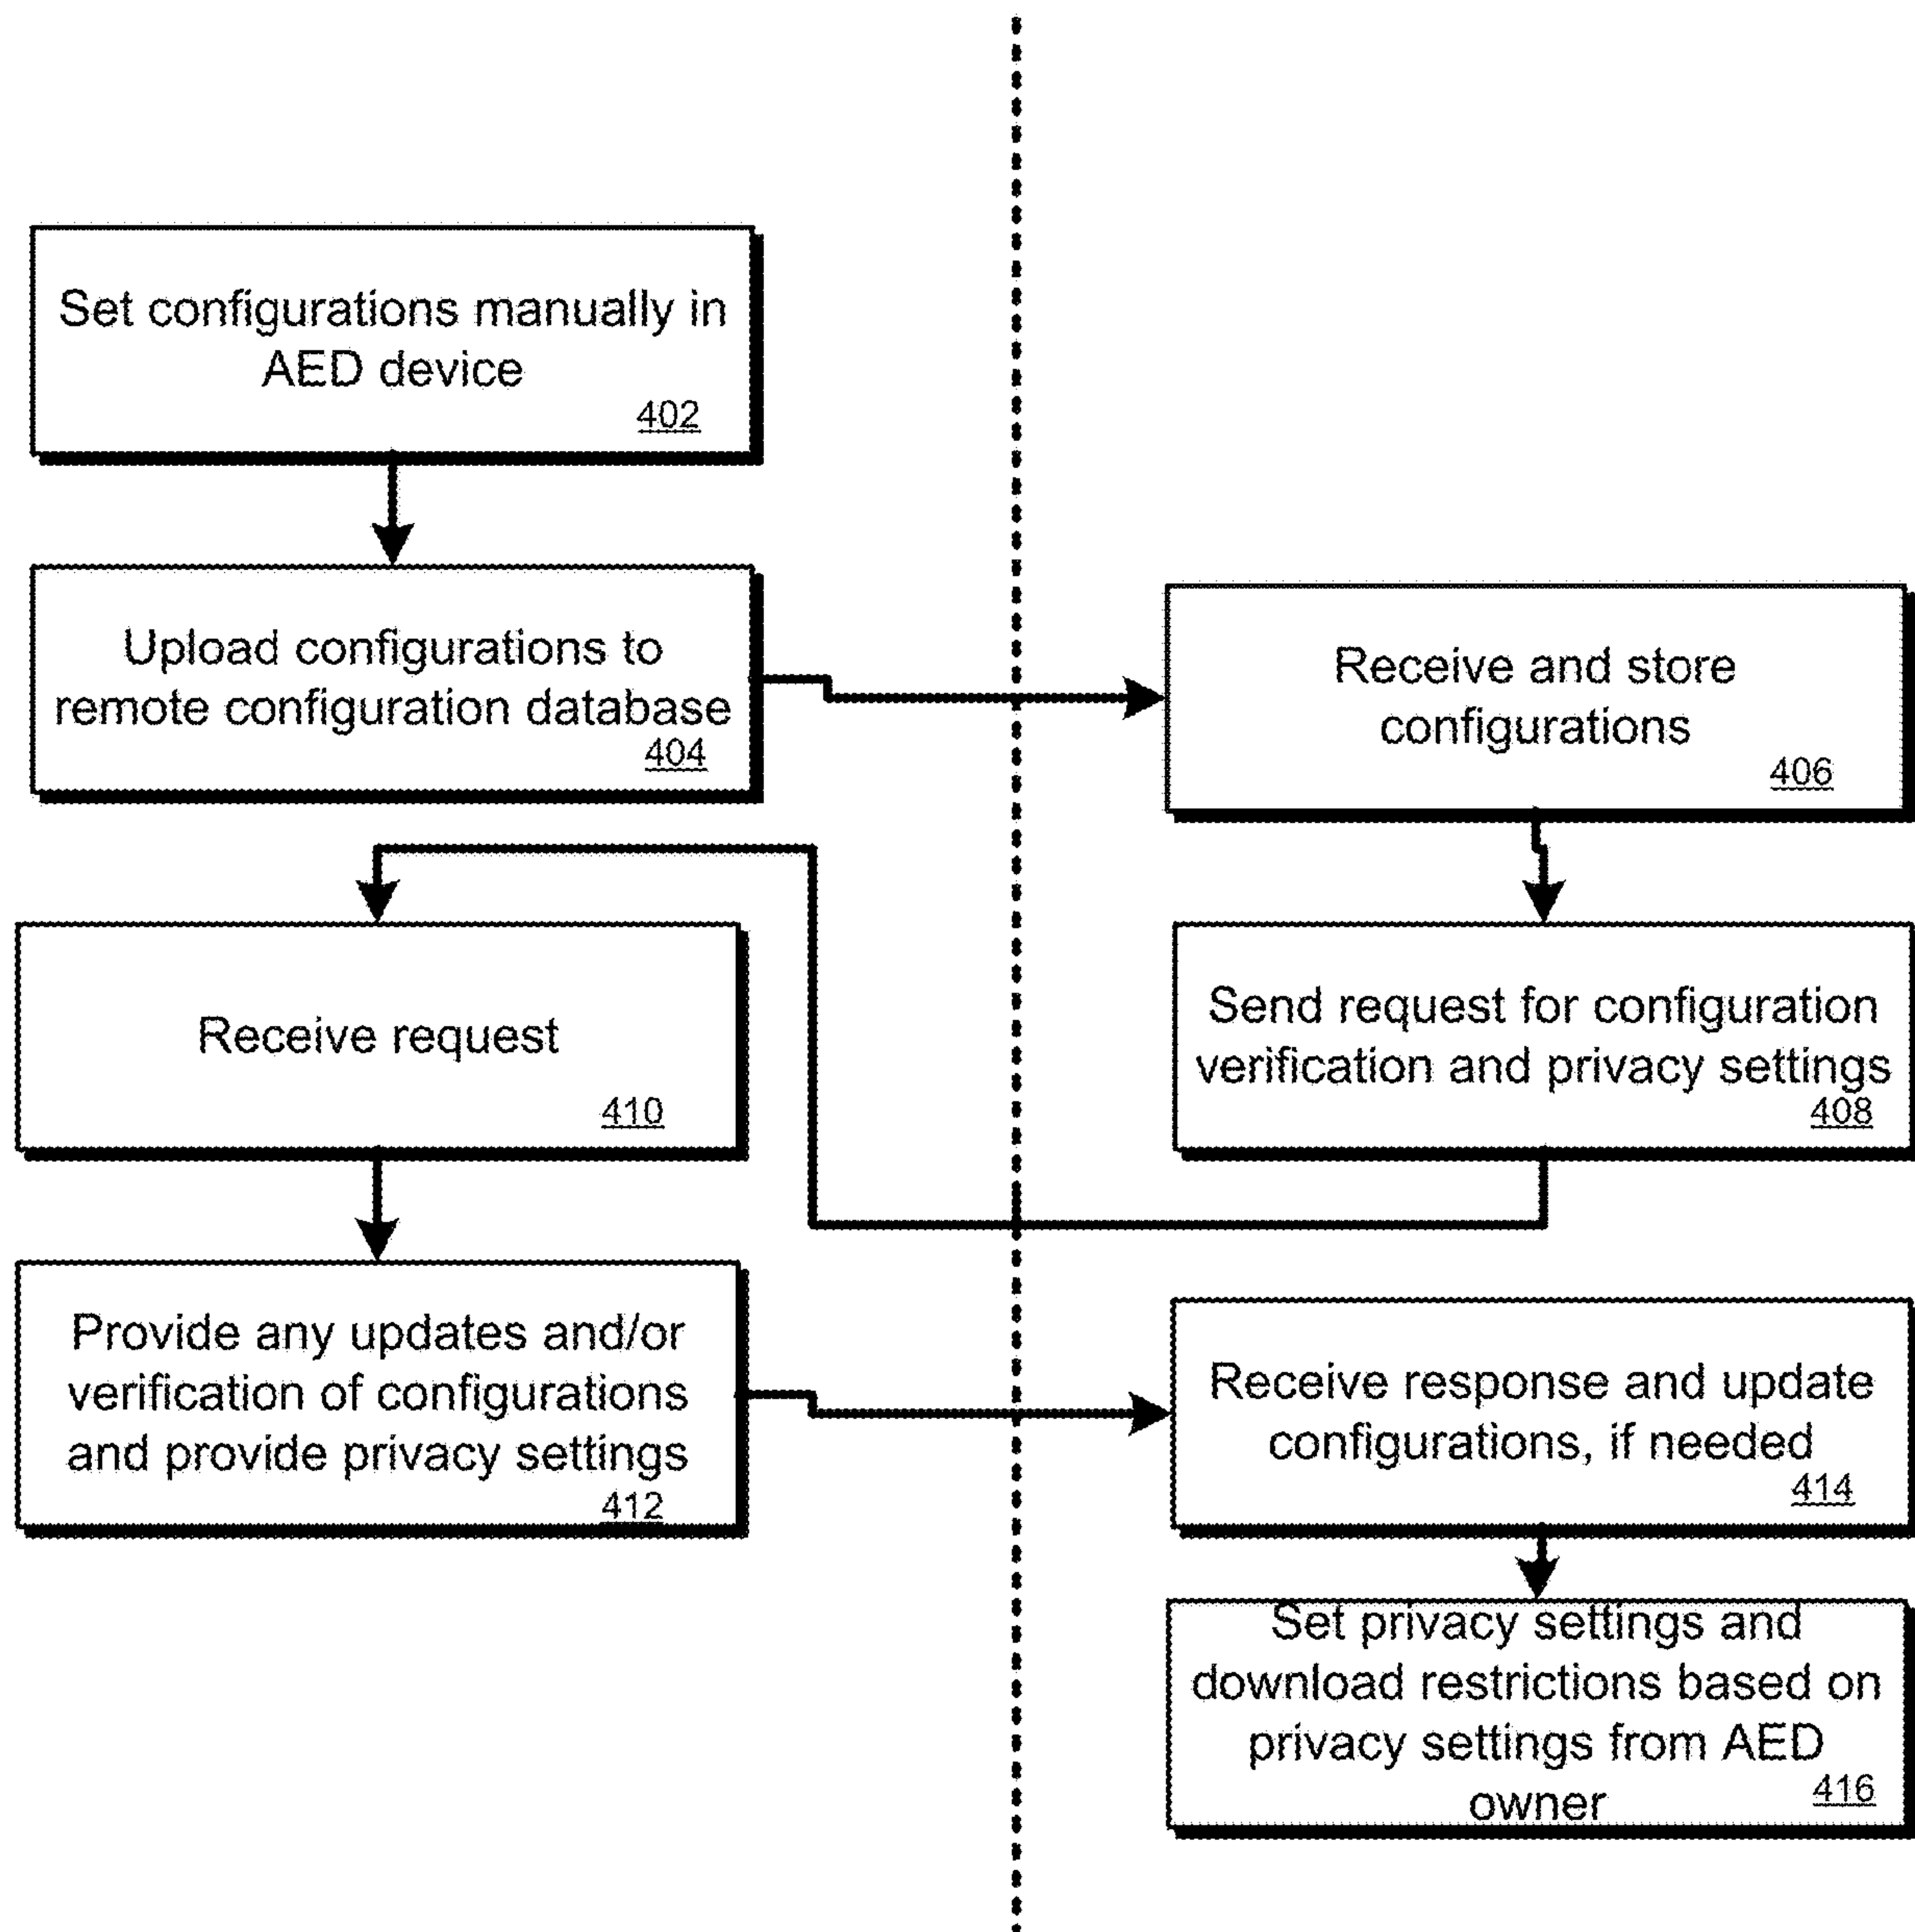 Set configurations manually in
AED device
402
Upload configurations to
remote configuration database
404
Receive and store
configurations
406
Send request for configuration
verification and privacy settings
408
Receive request
410
Provide any updates and/or
verification of configurations
and provide privacy settings
412
Receive response and update
configurations, if needed
414
Set privacy settings and
download restrictions based on
privacy settings from AED
owner
416